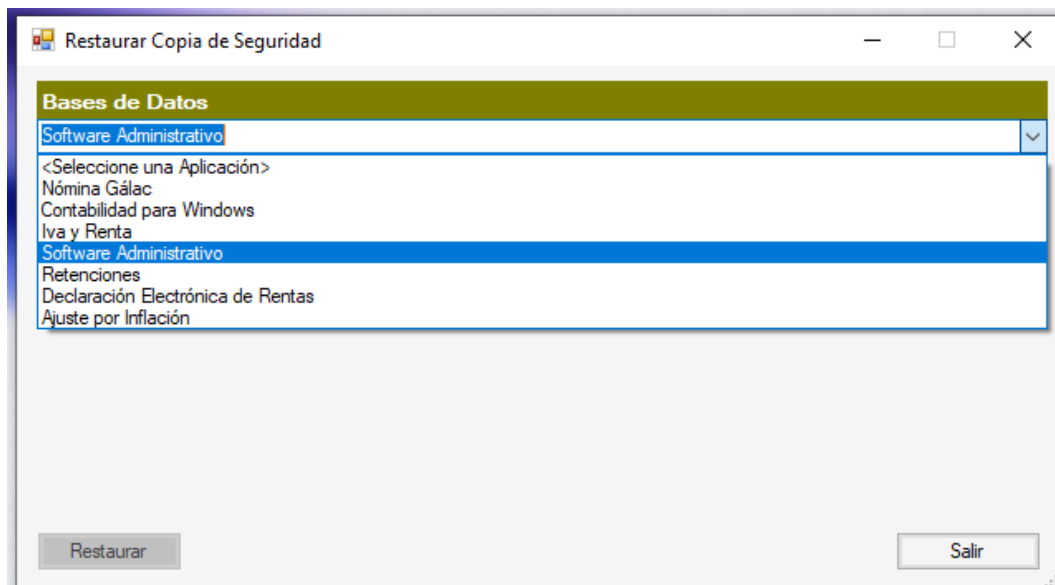 Restaurar Copia de Seguridad
Bases de Datos
Software Administrativo
<Seleccione una Aplicación>
Nómina Gálac
Contabilidad para Windows
Iva y Renta
Software Administrativo
Retenciones
Declaración Electrónica de Rentas
Ajuste por Inflación
Restaurar
Salir